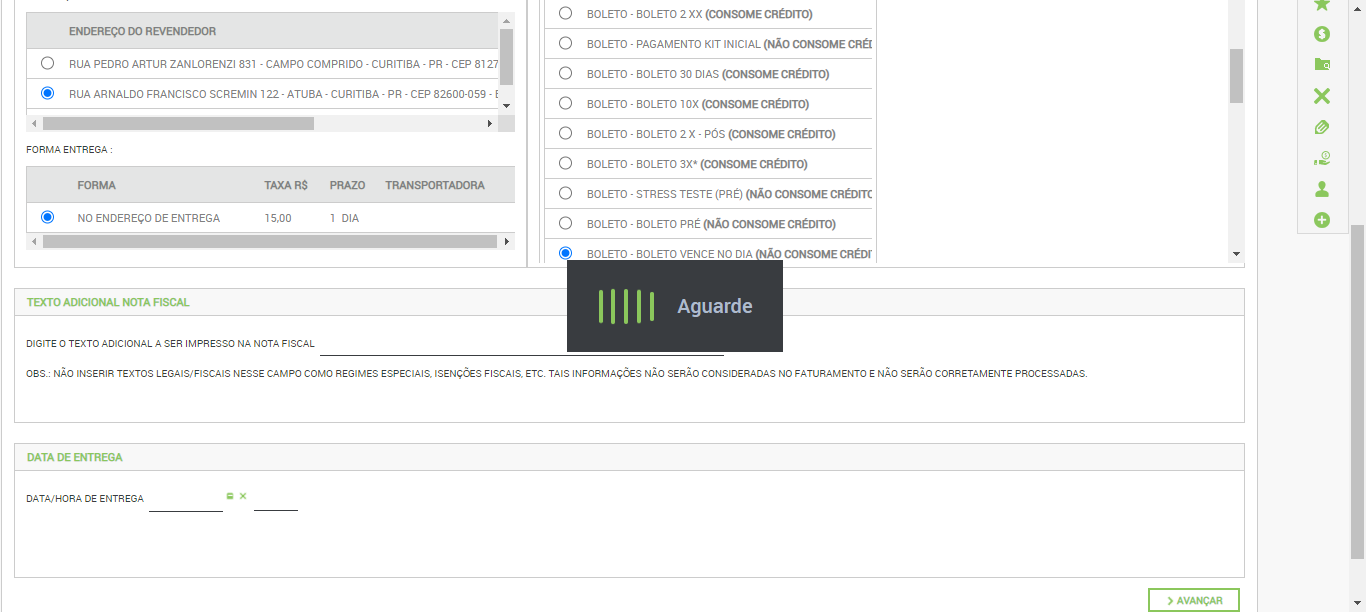 ENDEREÇO DO REVENDEDOR
RUA PEDRO ARTUR ZANLORENZI 831 - CAMPO COMPRIDO - CURITIBA - PR - CEP 8127
RUA ARNALDO FRANCISCO SCREMIN 122 - ATUBA - CURITIBA - PR - CEP 82600-059 -
FORMA ENTREGA :
FORMA TAXA R$ PRAZO TRANSPORTADORA
NO ENDEREÇO DE ENTREGA 15,00 1 DIA
BOLETO - BOLETO 2 XX (CONSOME CRÉDITO)
BOLETO - PAGAMENTO KIT INICIAL (NÃO CONSOME CRÉI
BOLETO - BOLETO 30 DIAS (CONSOME CRÉDITO)
BOLETO - BOLETO 10X (CONSOME CRÉDITO)
BOLETO - BOLETO 2 X - PÓS (CONSOME CRÉDITO)
BOLETO - BOLETO 3X* (CONSOME CRÉDITO)
BOLETO - STRESS TESTE (PRÉ) (NÃO CONSOME CRÉDITO
BOLETO - BOLETO PRÉ (NÃO CONSOME CRÉDITO)
BOLETO - BOLETO VENCE NO DIA (NÃO CONSOME CRÉDI
Aguarde
TEXTO ADICIONAL NOTA FISCAL
DIGITE O TEXTO ADICIONAL A SER IMPRESSO NA NOTA FISCAL
OBS.: NÃO INSERIR TEXTOS LEGAIS/FISCAIS NESSE CAMPO COMO REGIMES ESPECIAIS, ISENÇÕES FISCAIS, ETC. TAIS INFORMAÇÕES NÃO SERÃO CONSIDERADAS NO FATURAMENTO E NÃO SERÃO CORRETAMENTE PROCESSADAS.
DATA DE ENTREGA
DATA/HORA DE ENTREGA
AVANÇAR